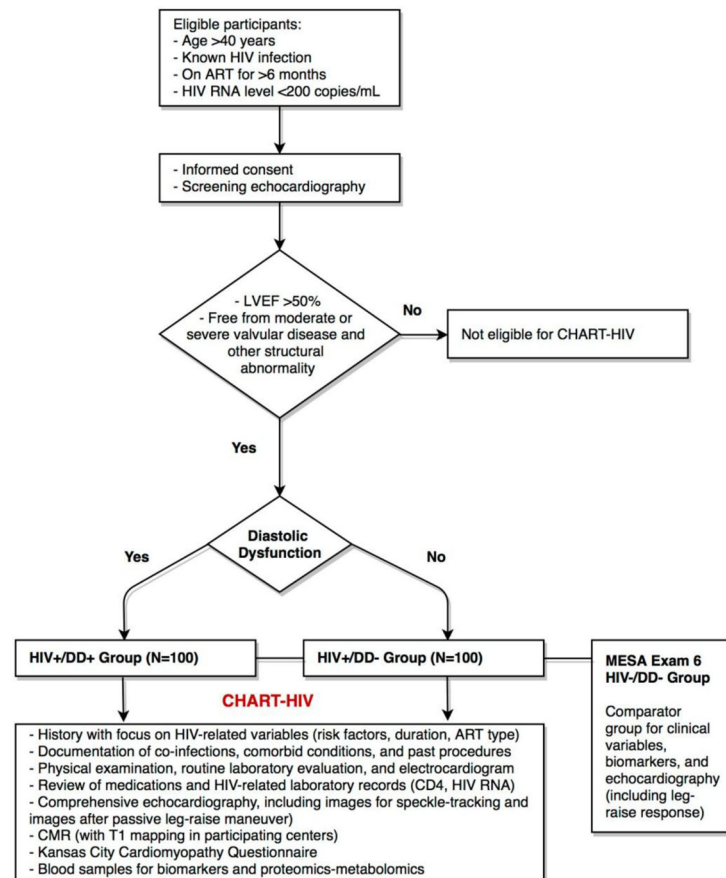 Eligible participants:
- Age >40 years
- Known HIV infection
- On ART for >6 months
- HIV RNA level <200 copies/mL
- Informed consent
- Screening echocardiography
- LVEF >50%
- Free from moderate or
severe valvular disease and
other structural
abnormality
No
Not eligible for CHART-HIV
Yes
Diastolic
Dysfunction
Yes
No
HIV+/DD+ Group (N=100)
HIV+/DD- Group (N=100)
MESA Exam 6
HIV-/DD- Group
Comparator
group for clinical
variables,
biomarkers, and
echocardiography
(including leg-
raise response)
CHART-HIV
- History with focus on HIV-related variables (risk factors, duration, ART type)
- Documentation of co-infections, comorbid conditions, and past procedures
- Physical examination, routine laboratory evaluation, and electrocardiogram
- Review of medications and HIV-related laboratory records (CD4, HIV RNA)
- Comprehensive echocardiography, including images for speckle-tracking and
images after passive leg-raise maneuver)
- CMR (with T1 mapping in participating centers)
- Kansas City Cardiomyopathy Questionnaire
- Blood samples for biomarkers and proteomics-metabolomics